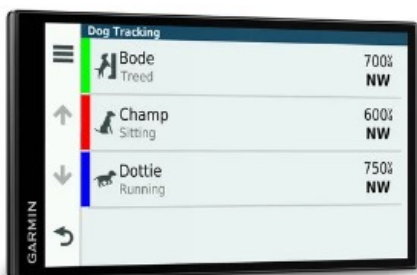 Dog Tracking
Bode
Treed
700
NW
Champ
Sitting
600
NW
Dottie
Running
750
NW
GARMIN